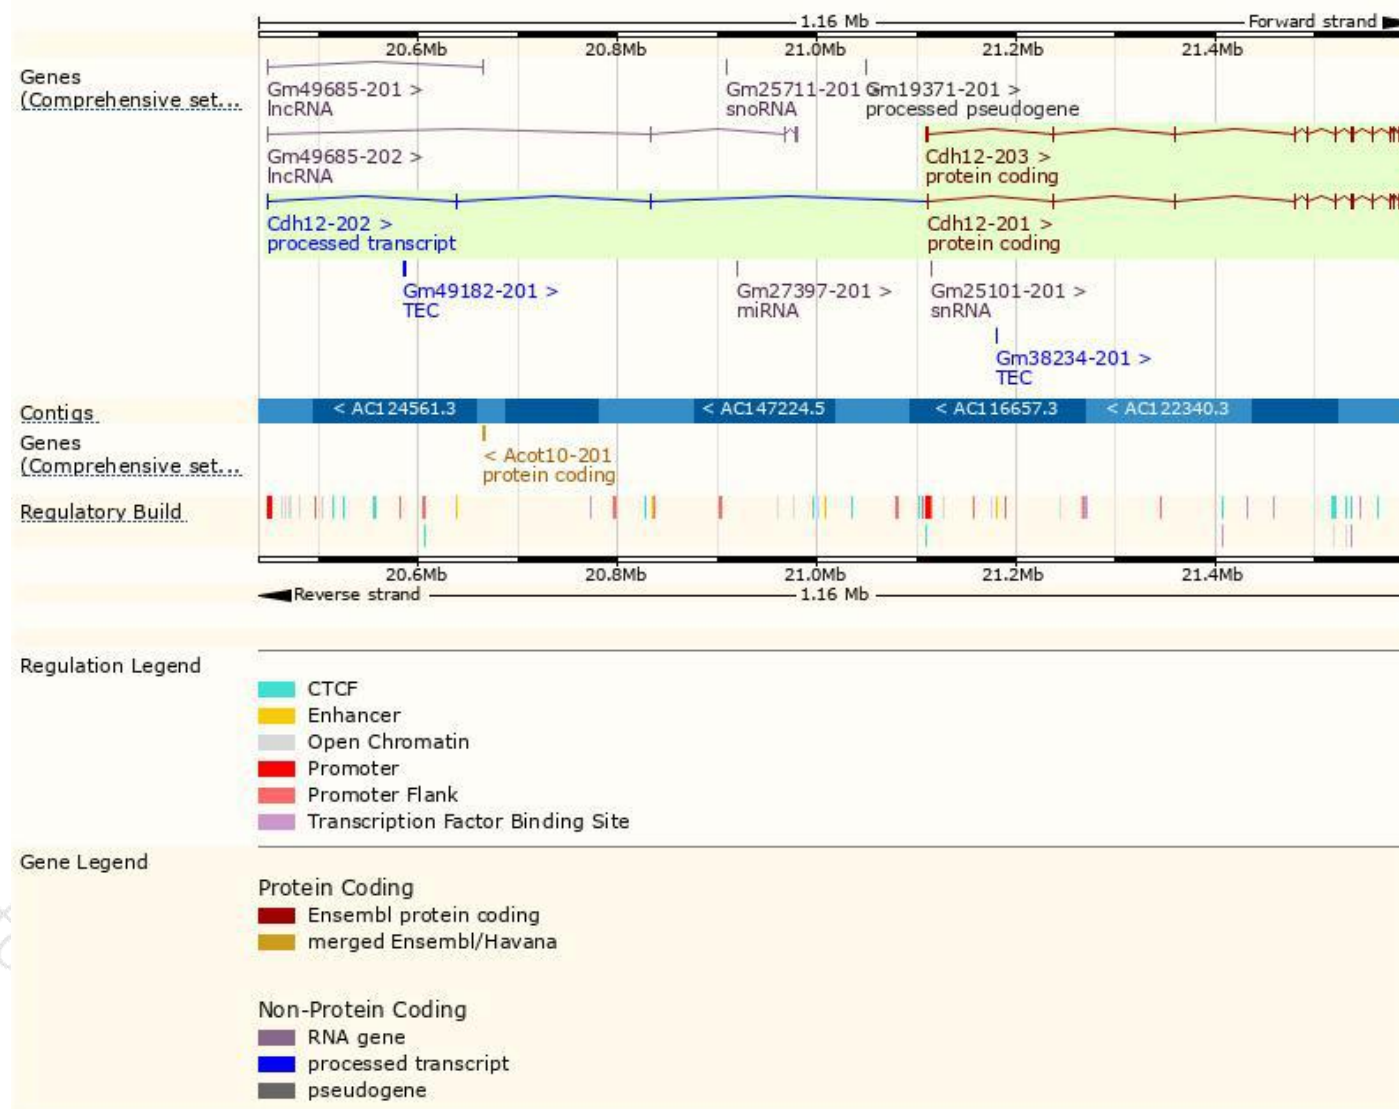 1.16 Mb Forward strand
20.6Mb 20.8Mb 21.0Mb 21.2Mb 21.4Mb
Genes
(Comprehensive set...
Gm49685-201 >
lncRNA
Gm25711-201 >
snoRNA
Gm19371-201 >
processed pseudogene
Gm49685-202 >
lncRNA
Cdh12-203 >
protein coding
Cdh12-202 >
processed transcript
Cdh12-201 >
protein coding
Gm49182-201 >
TEC
Gm27397-201 >
miRNA
Gm25101-201 >
snRNA
Gm38234-201 >
TEC
Contigs
< AC124561.3 < AC147224.5 < AC116657.3 < AC122340.3
Genes
(Comprehensive set...
< Acot10-201
protein coding
Regulatory Build
20.6Mb 20.8Mb 21.0Mb 21.2Mb 21.4Mb
Reverse strand 1.16 Mb
Regulation Legend
CTCF
Enhancer
Open Chromatin
Promoter
Promoter Flank
Transcription Factor Binding Site
Gene Legend
Protein Coding
Ensembl protein coding
merged Ensembl/Havana
Non-Protein Coding
RNA gene
processed transcript
pseudogene